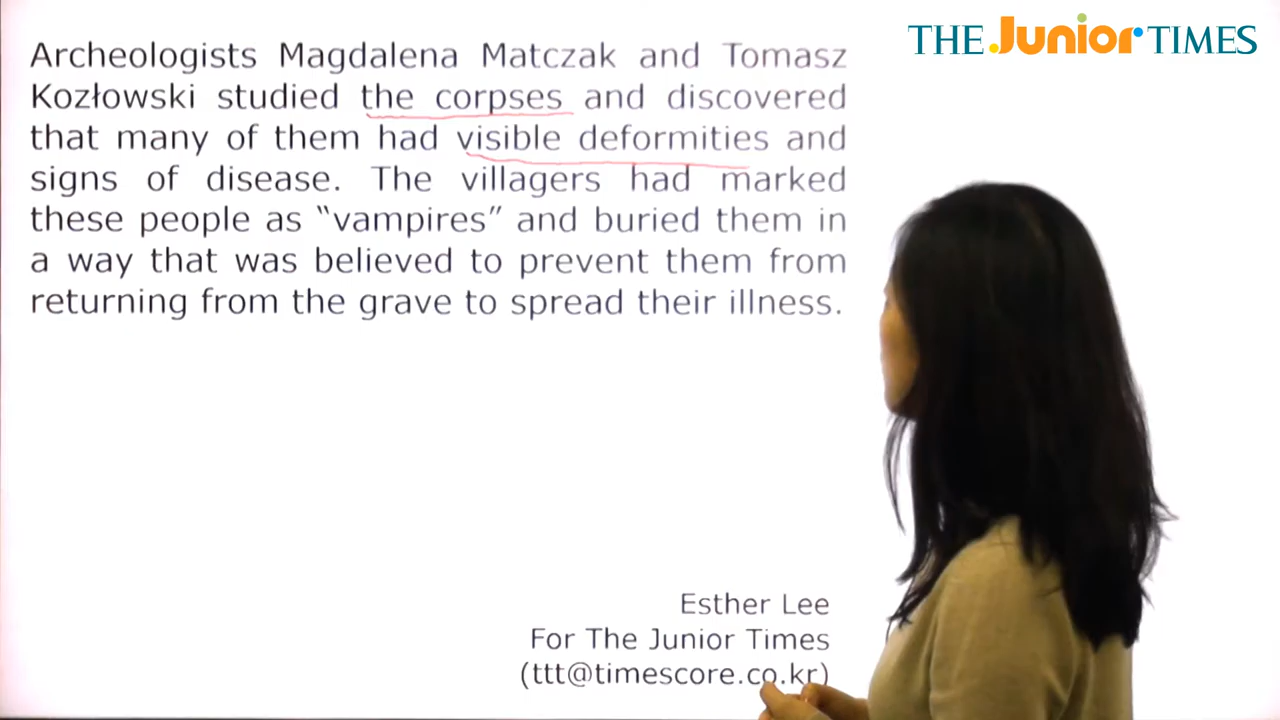 THE Junior TIMES
Archeologists Magdalena Matczak and Tomasz
Kozłowski studied the corpses and discovered
that many of them had visible deformities and
signs of disease. The villagers had marked
these people as “vampires” and buried them in
a way that was believed to prevent them from
returning from the grave to spread their illness.
Esther Lee
For The Junior Times
(ttt@timescore.co.kr)